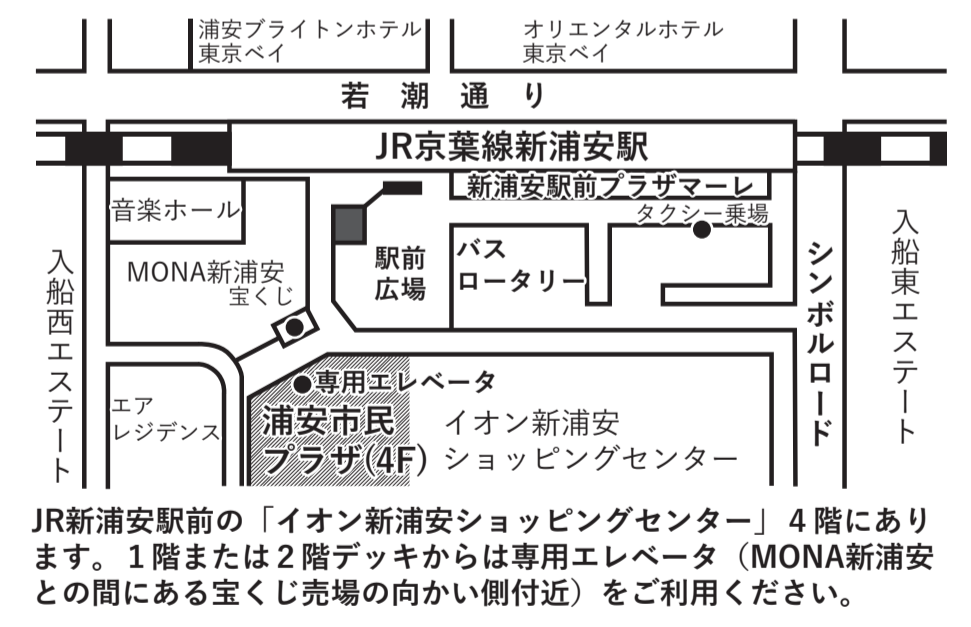 浦安ブライトンホテル
東京ベイ
オリエンタルホテル
東京ベイ
若潮通り
JR京葉線新浦安駅
新浦安駅前プラザマーレ
タクシー乗場
音楽ホール
MONA新浦安
宝くじ
駅前
広場
バス
ロータリー
入船西エステート
シンボルロード
入船東エステート
エア
レジデンス
専用エレベータ
浦安市民
プラザ(4F)
イオン新浦安
ショッピングセンター
JR新浦安駅前の「イオン新浦安ショッピングセンター」４階にあり
ます。１階または２階デッキからは専用エレベータ（MONA新浦安
との間にある宝くじ売場の向かい側付近）をご利用ください。